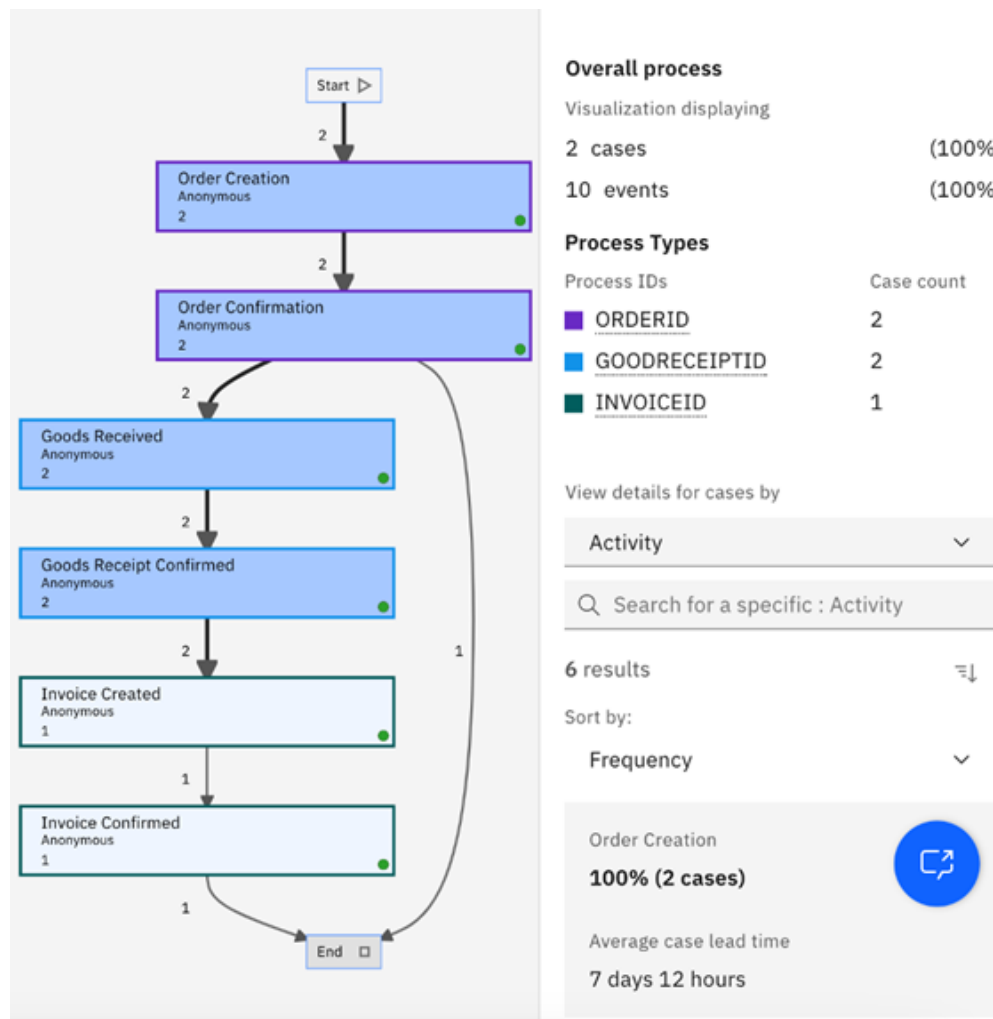 Start
2
Order Creation
Anonymous
2
2
Order Confirmation
Anonymous
2
2
Goods Received
Anonymous
2
2
Goods Receipt Confirmed
Anonymous
2
2
1
Invoice Created
Anonymous
1
1
Invoice Confirmed
Anonymous
1
1
End
Overall process
Visualization displaying
2 cases (100%
10 events (100%
Process Types
Process IDs Case count
ORDERID 2
GOODRECEIPTID 2
INVOICEID 1
View details for cases by
Activity
Search for a specific : Activity
6 results
Sort by:
Frequency
Order Creation
100% (2 cases)
Average case lead time
7 days 12 hours